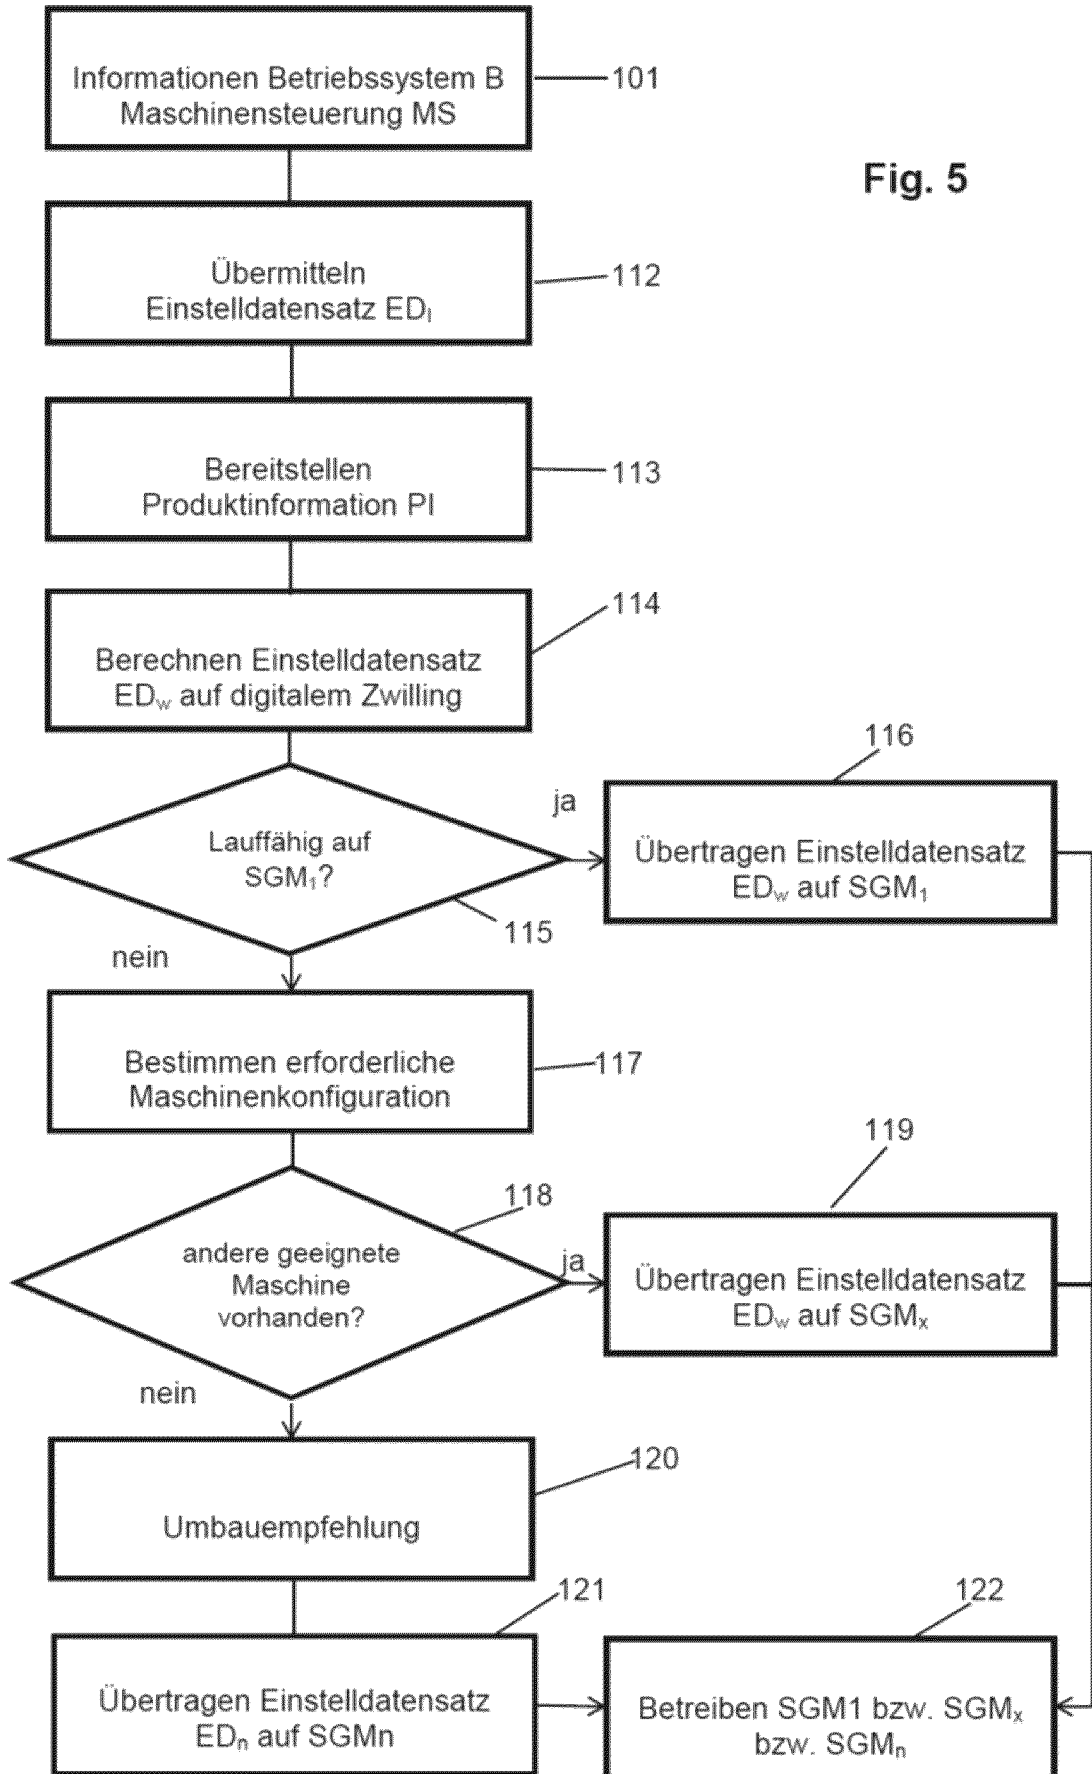 Informationen Betriebssystem B
Maschinensteuerung MS
101
Fig. 5
Übermitteln
Einstelldatensatz EDI
112
Bereitstellen
Produktinformation PI
113
Berechnen Einstelldatensatz
EDw auf digitalem Zwilling
114
Lauffähig auf
SGM1?
115
ja
nein
116
Übertragen Einstelldatensatz
EDw auf SGM1
Bestimmen erforderliche
Maschinenkonfiguration
117
andere geeignete
Maschine
vorhanden?
118
ja
nein
119
Übertragen Einstelldatensatz
EDw auf SGMx
Umbauempfehlung
120
Übertragen Einstelldatensatz
EDn auf SGMn
121
122
Betreiben SGM1 bzw. SGMx
bzw. SGMn